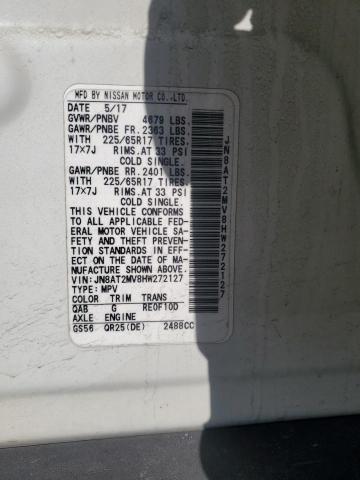 MFD BY NISSAN MOTOR CO.,LTD.
DATE 5/17
GVWR/PNBV 4679 LBS.
GAWR/PNBE FR. 2363 LBS.
WITH 225/65R17 TIRES.
17×7J RIMS. AT 33 PSI
COLD SINGLE.
GAWR/PNBE RR. 2401 LBS.
WITH 225/65R17 TIRES.
17×7J RIMS. AT 33 PSI
COLD SINGLE.
THIS VEHICLE CONFORMS
TO ALL APPLICABLE FED-
ERAL MOTOR VEHICLE SA-
FETY AND THEFT PREVEN-
TION STANDARDS IN EFF-
ECT ON THE DATE OF MA-
NUFACTURE SHOWN ABOVE.
VIN:JN8AT2MV8HW272127
TYPE: MPV
COLOR TRIM TRANS
QAB G RE0F10D
AXLE ENGINE
GS56 QR25(DE) 2488CC
JN8AT2MV8HW272127